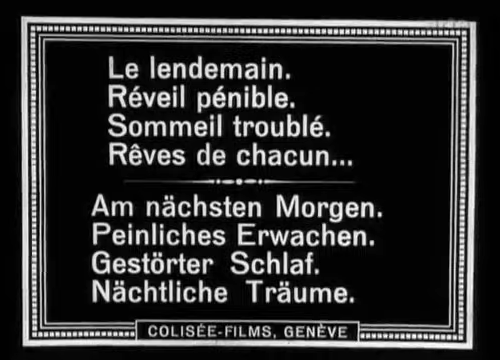 Le lendemain.
Réveil pénible.
Sommeil troublé.
Rêves de chacun...
Am nächsten Morgen.
Peinliches Erwachen.
Gestörter Schlaf.
Nächtliche Träume.
COLISÉE-FILMS, GENÈVE